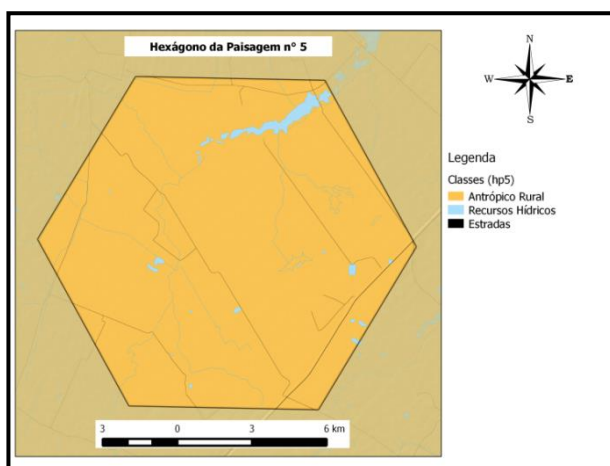 Hexágono da Paisagem n° 5
N
W
E
S
Legenda
Classes (hp5)
Antrópico Rural
Recursos Hídricos
Estradas
3 0 3 6 km